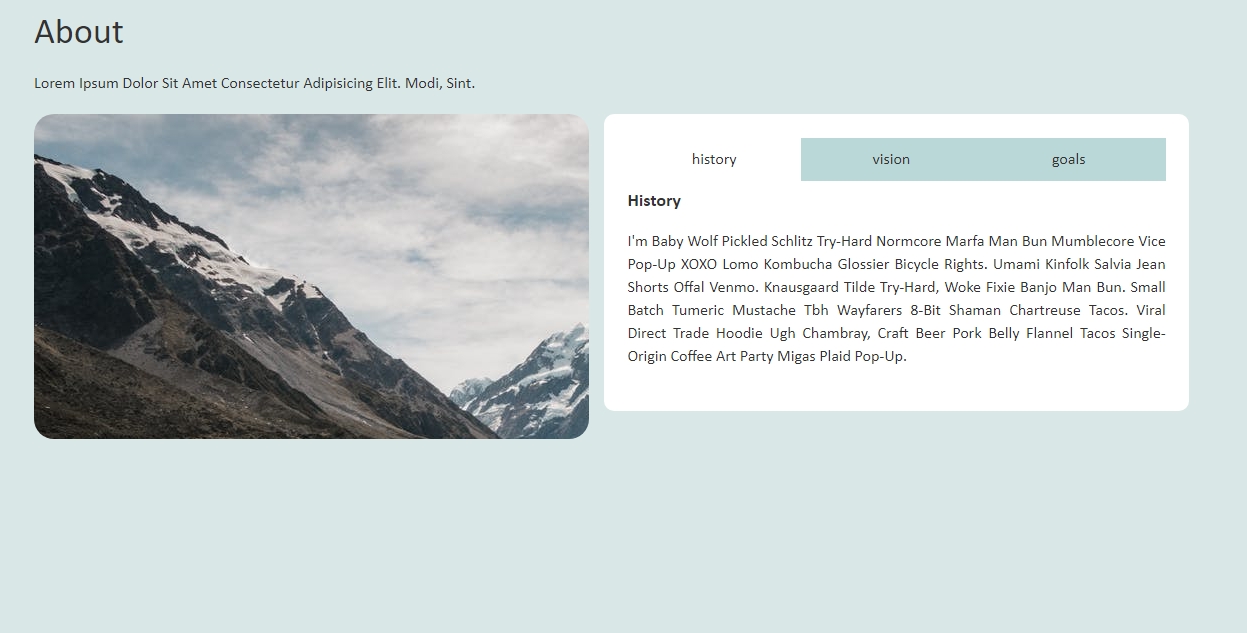 About
Lorem Ipsum Dolor Sit Amet Consectetur Adipisicing Elit. Modi, Sint.
history
vision
goals
History
I'm Baby Wolf Pickled Schlitz Try-Hard Normcore Marfa Man Bun Mumblecore Vice
Pop-Up XOXO Lomo Kombucha Glossier Bicycle Rights. Umami Kinfolk Salvia Jean
Shorts Offal Venmo. Knausgaard Tilde Try-Hard, Woke Fixie Banjo Man Bun. Small
Batch Tumeric Mustache Tbh Wayfarers 8-Bit Shaman Chartreuse Tacos. Viral
Direct Trade Hoodie Ugh Chambray, Craft Beer Pork Belly Flannel Tacos Single-
Origin Coffee Art Party Migas Plaid Pop-Up.